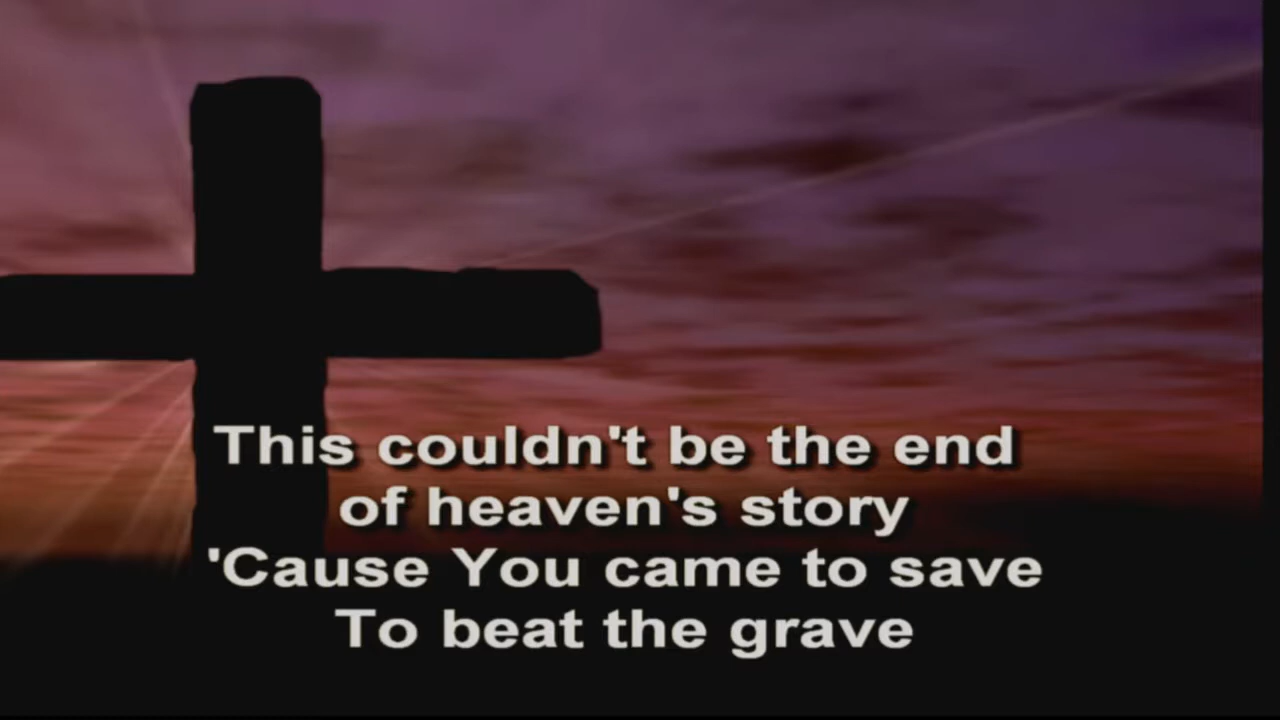 This couldn't be the end
of heaven's story
'Cause You came to save
To beat the grave